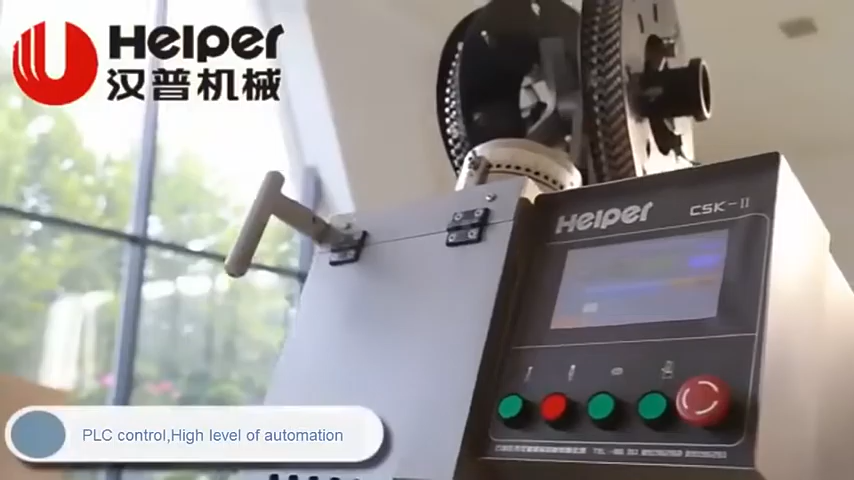 Helper
汉普机械
Helper
CSK-II
PLC control,High level of automation